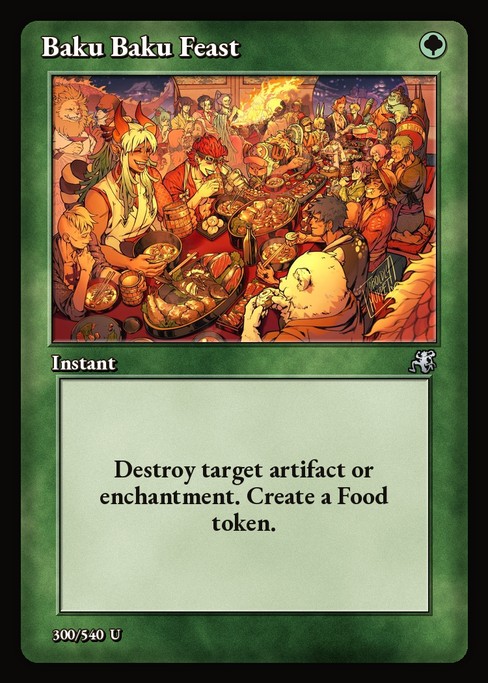 Baku Baku Feast
Instant
Destroy target artifact or
enchantment. Create a Food
token.
300/540 U